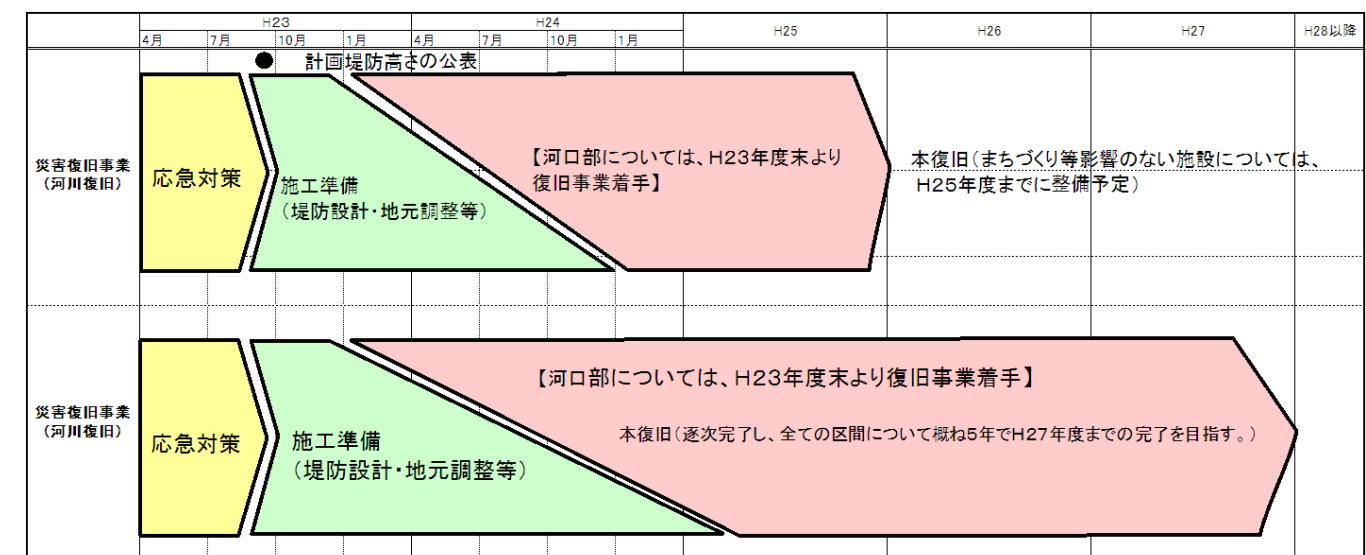 H23 H24 H25 H26 H27 H28以降
4月 7月 10月 1月 4月 7月 10月 1月
● 計画堤防高さの公表
災害復旧事業
（河川復旧）
応急対策
施工準備
（堤防設計・地元調整等）
【河口部については、H23年度末より
復旧事業着手】
本復旧（まちづくり等影響のない施設については、
H25年度までに整備予定）
災害復旧事業
（河川復旧）
応急対策
施工準備
（堤防設計・地元調整等）
【河口部については、H23年度末より復旧事業着手】
本復旧（逐次完了し、全ての区間について概ね5年でH27年度までの完了を目指す。）